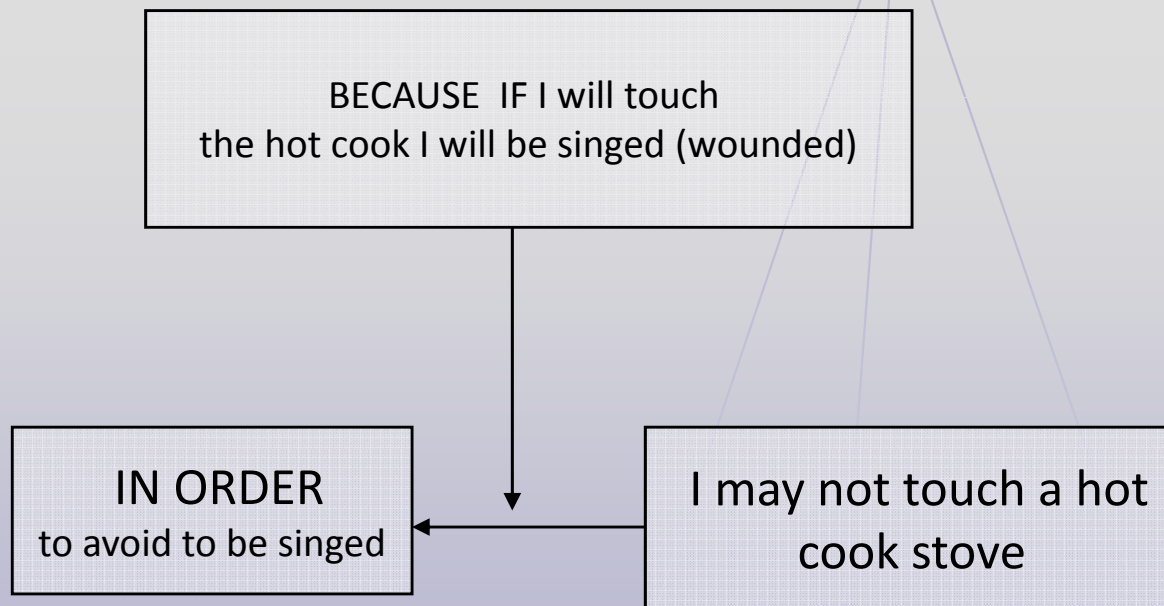 BECAUSE  IF I will touch
the hot cook I will be singed (wounded)
IN ORDER
to avoid to be singed
I may not touch a hot
cook stove